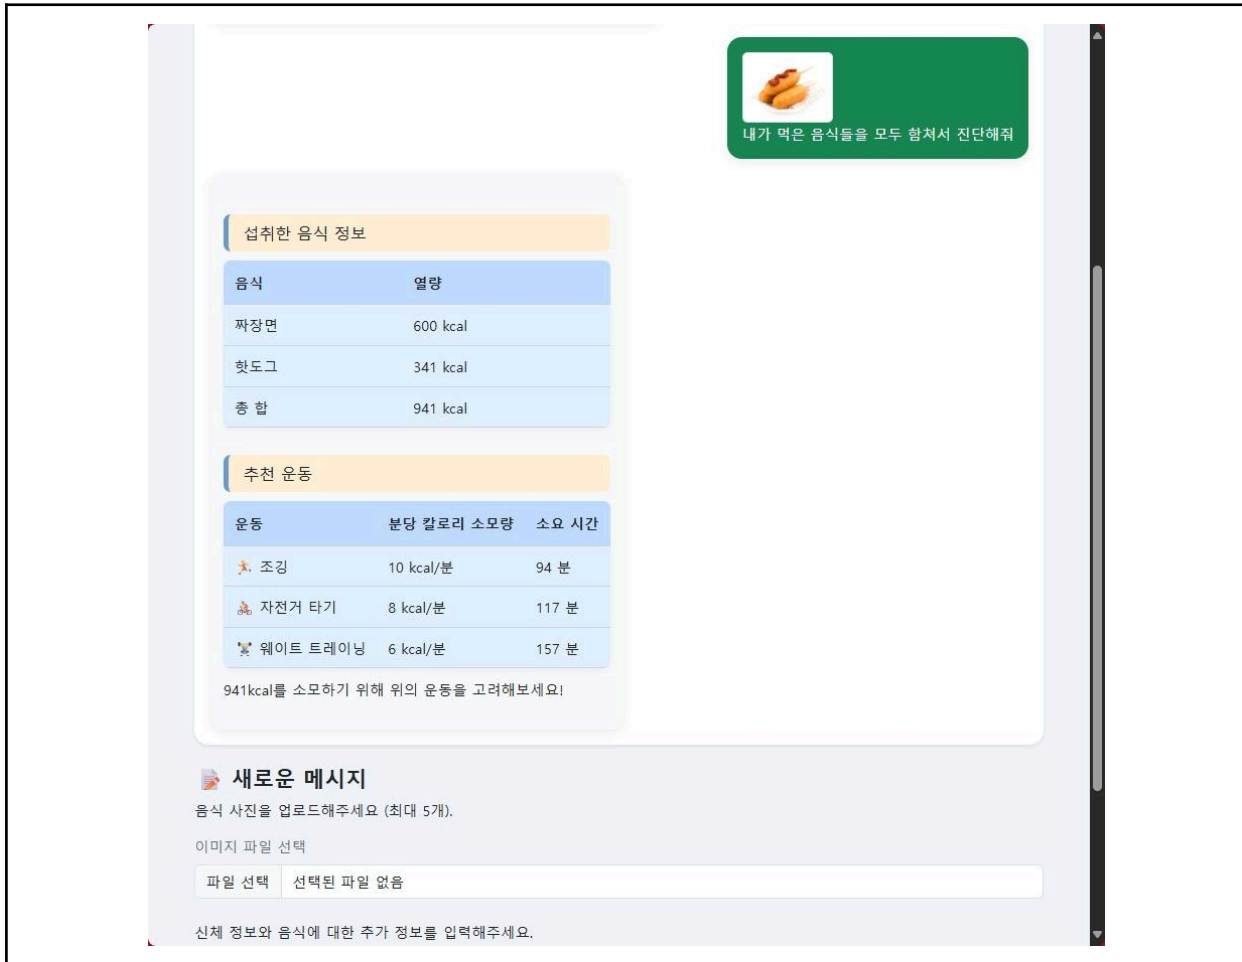 내가 먹은 음식들을 모두 합쳐서 진단해줘
섭취한 음식 정보
음식 열량
짜장면 600 kcal
핫도그 341 kcal
총 합 941 kcal
추천 운동
운동 분당 칼로리 소모량 소요 시간
조깅 10 kcal/분 94 분
자전거 타기 8 kcal/분 117 분
웨이트 트레이닝 6 kcal/분 157 분
941kcal를 소모하기 위해 위의 운동을 고려해보세요!
새로운 메시지
음식 사진을 업로드해주세요 (최대 5개).
이미지 파일 선택
파일 선택 선택된 파일 없음
신체 정보와 음식에 대한 추가 정보를 입력해주세요.